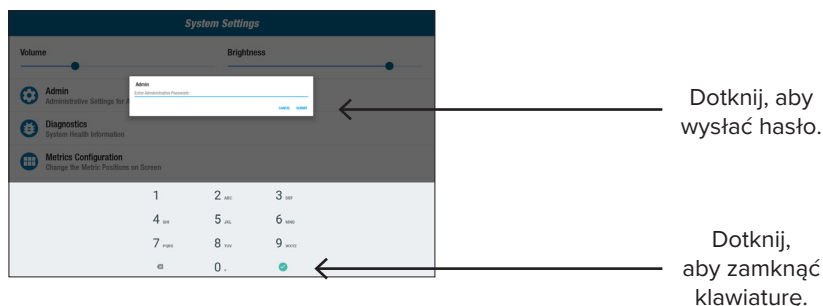 System Settings
Volume
Brightness
Admin
Administrative Settings for A
Admin
Enter Administrative Password
CANCEL SUBMIT
Dotknij, aby
wysłać hasło.
Diagnostics
System Health Information
Metrics Configuration
Change the Metric Positions on Screen
1 2 ABC 3 DEF
4 GHI 5 JKL 6 MNO
7 PQRS 8 TUV 9 WXYZ
0 .
Dotknij,
aby zamknąć
klawiaturę.